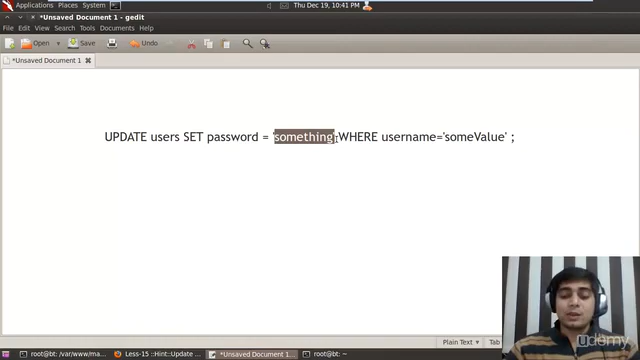 Applications Places System Thu Dec 19, 10:41 PM
*Unsaved Document 1 - gedit
File Edit View Search Tools Documents Help
Open Save Undo
*Unsaved Document 1
UPDATE users SET password = 'something' WHERE username='someValue' ;
udemy
Plain Text Tab
root@bt: /var/www/ma... Less-15 ::Hint::Update ... *Unsaved Document 1... root@bt: ~